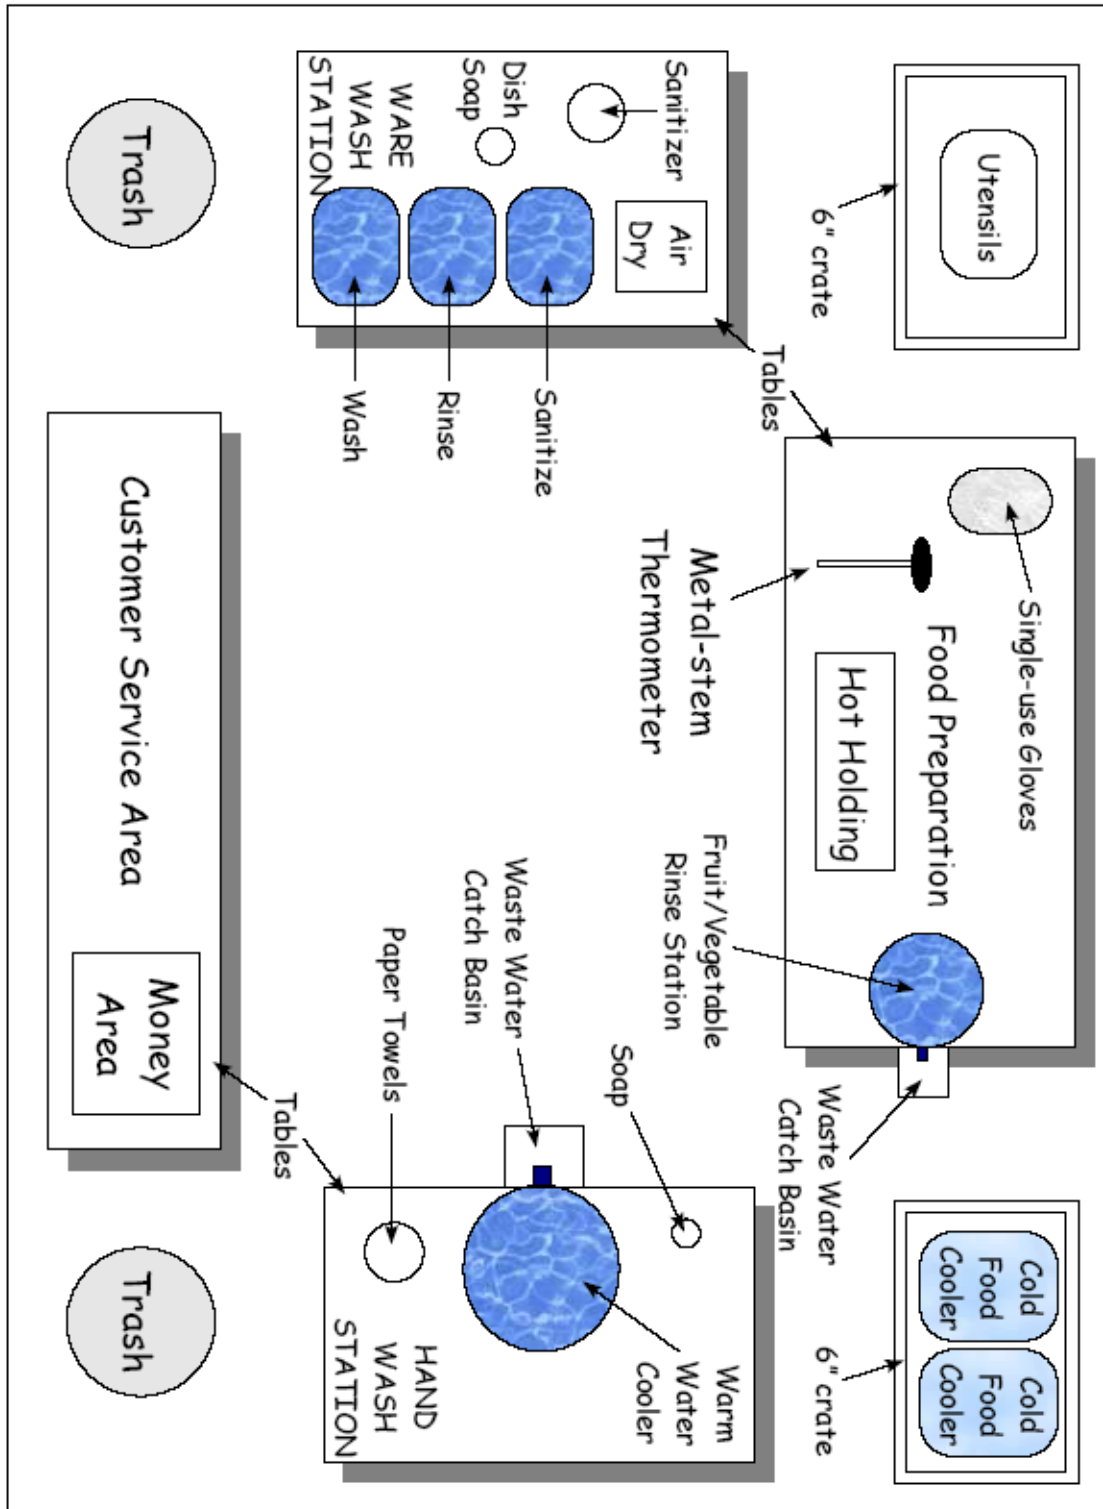 Utensils
6" crate
Single-use Gloves
Food Preparation
Hot Holding
Metal-stem
Thermometer
Fruit/Vegetable
Rinse Station
Waste Water
Catch Basin
Cold
Food
Cooler
Cold
Food
Cooler
6" crate
Tables
Sanitizer
Dish
Soap
WARE
WASH
STATION
Air
Dry
Sanitize
Rinse
Wash
Soap
Waste Water
Catch Basin
Paper Towels
Warm
Water
Cooler
HAND
WASH
STATION
Tables
Trash
Customer Service Area
Money
Area
Trash